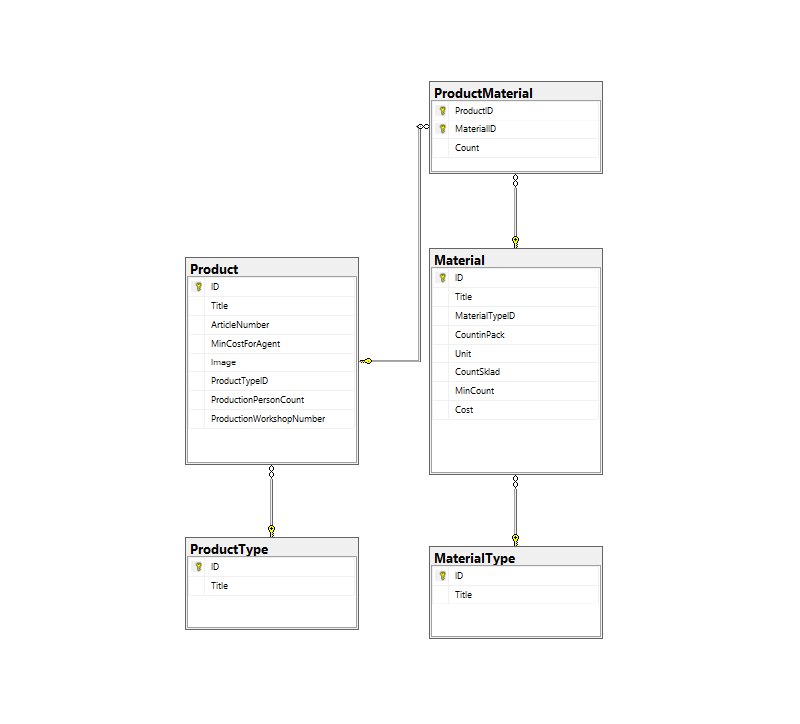 ProductMaterial
ProductID
MaterialID
Count
Product
ID
Title
ArticleNumber
MinCostForAgent
Image
ProductTypeID
ProductionPersonCount
ProductionWorkshopNumber
Material
ID
Title
MaterialTypeID
CountinPack
Unit
CountSklad
MinCount
Cost
ProductType
ID
Title
MaterialType
ID
Title